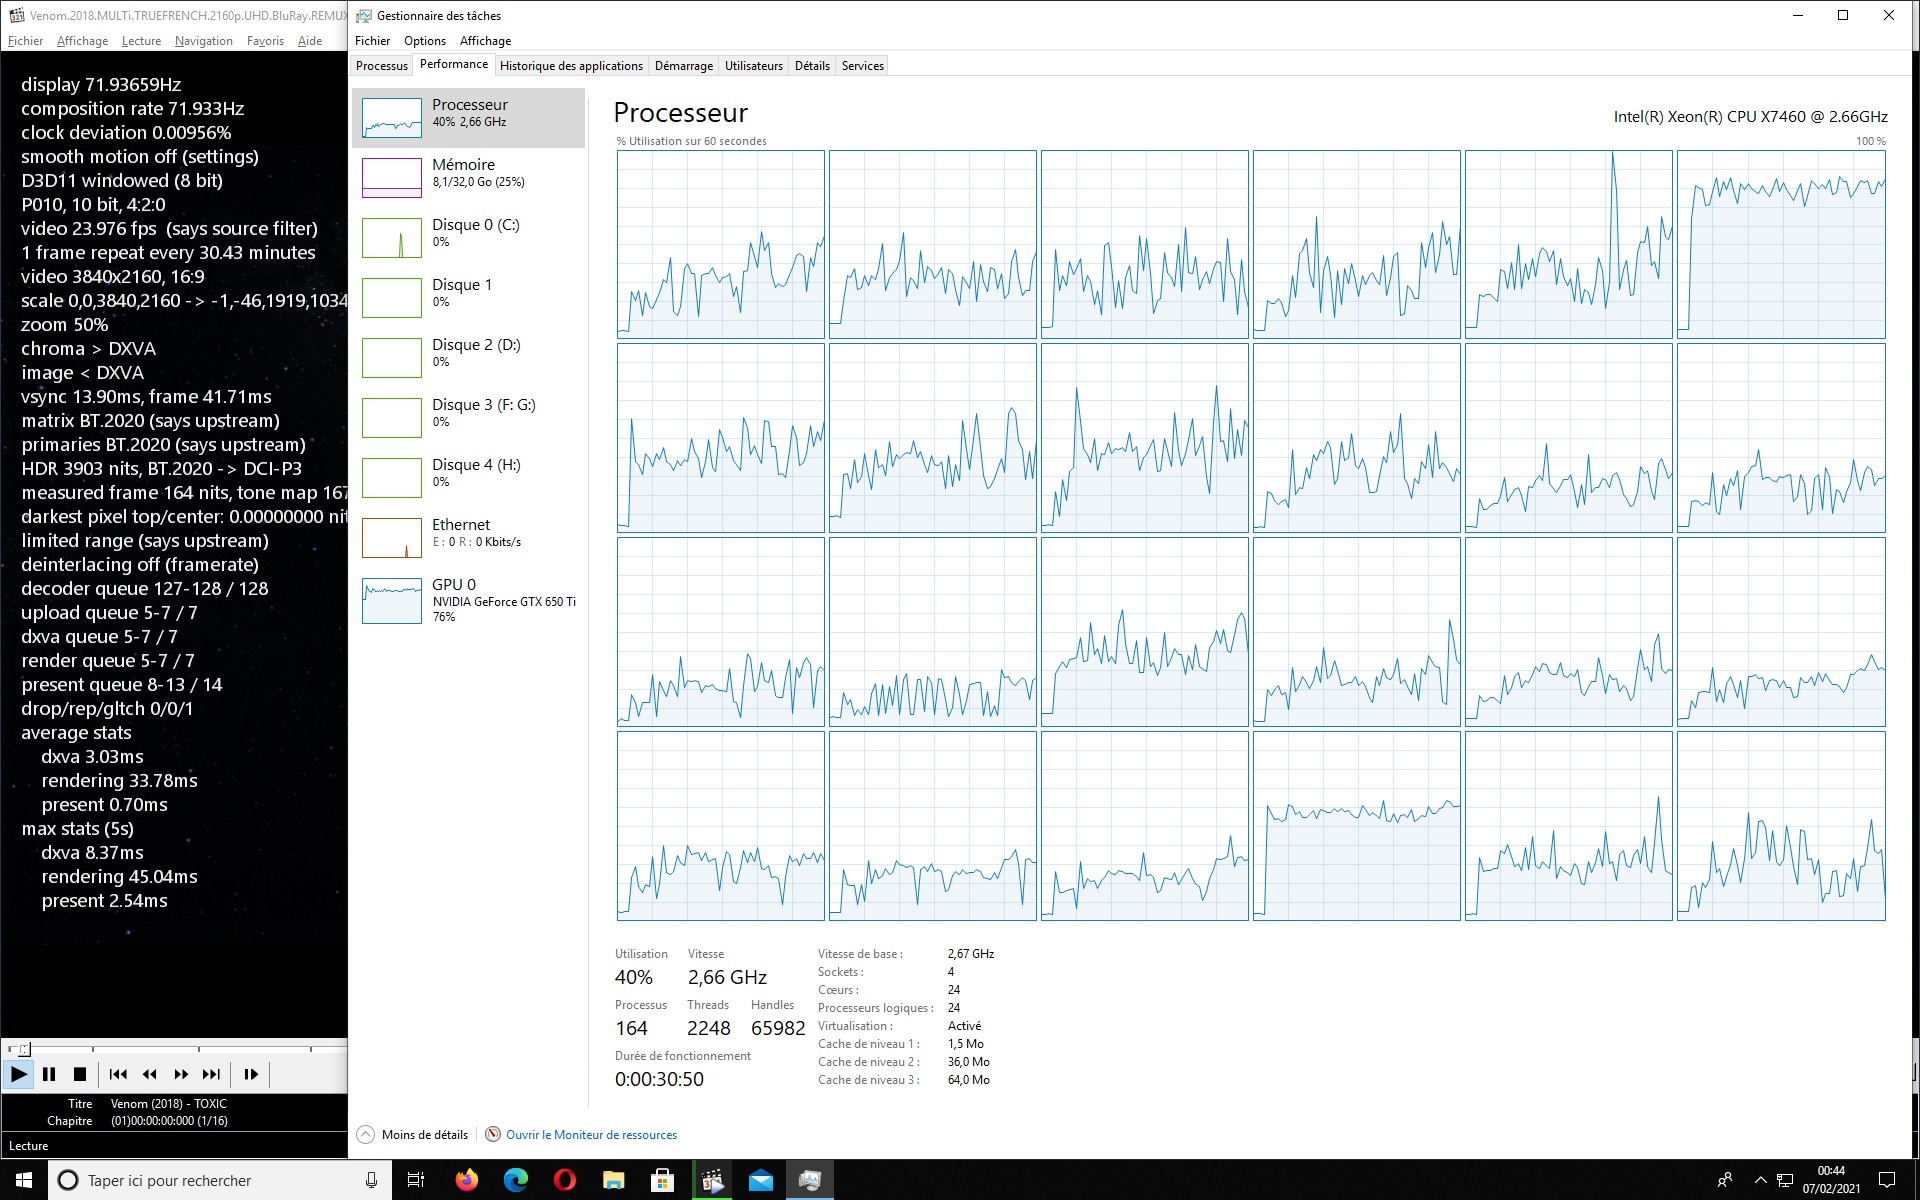 Venom.2018.MULTi.TRUEFRENCH.2160p.UHD.BluRay.REMUX
Fichier Affichage Lecture Navigation Favoris Aide
display 71.93659Hz
composition rate 71.933Hz
clock deviation 0.00956%
smooth motion off (settings)
D3D11 windowed (8 bit)
P010, 10 bit, 4:2:0
video 23.976 fps (says source filter)
1 frame repeat every 30.43 minutes
video 3840x2160, 16:9
scale 0,0,3840,2160 -> -1,-46,1919,1034
zoom 50%
chroma > DXVA
image < DXVA
vsync 13.90ms, frame 41.71ms
matrix BT.2020 (says upstream)
primaries BT.2020 (says upstream)
HDR 3903 nits, BT.2020 -> DCI-P3
measured frame 164 nits, tone map 167
darkest pixel top/center: 0.00000000 nit
limited range (says upstream)
deinterlacing off (framerate)
decoder queue 127-128 / 128
upload queue 5-7 / 7
dxva queue 5-7 / 7
render queue 5-7 / 7
present queue 8-13 / 14
drop/rep/gltch 0/0/1
average stats
dxva 3.03ms
rendering 33.78ms
present 0.70ms
max stats (5s)
dxva 8.37ms
rendering 45.04ms
present 2.54ms
Titre Venom (2018) - TOXIC
Chapitre (01)00:00:00:000 (1/16)
Lecture
Gestionnaire des tâches
Fichier Options Affichage
Processus Performance Historique des applications Démarrage Utilisateurs Détails Services
Processeur
40% 2,66 GHz
Mémoire
8,1/32,0 Go (25%)
Disque 0 (C:)
0%
Disque 1
0%
Disque 2 (D:)
0%
Disque 3 (F: G:)
0%
Disque 4 (H:)
0%
Ethernet
E : 0 R : 0 Kbits/s
GPU 0
NVIDIA GeForce GTX 650 Ti
76%
Processeur
Intel(R) Xeon(R) CPU X7460 @ 2.66GHz
% Utilisation sur 60 secondes 100 %
Utilisation Vitesse
40% 2,66 GHz
Processus Threads Handles
164 2248 65982
Durée de fonctionnement
0:00:30:50
Vitesse de base : 2,67 GHz
Sockets : 4
Cœurs : 24
Processeurs logiques : 24
Virtualisation : Activé
Cache de niveau 1 : 1,5 Mo
Cache de niveau 2 : 36,0 Mo
Cache de niveau 3 : 64,0 Mo
Moins de détails Ouvrir le Moniteur de ressources
Taper ici pour rechercher
00:44
07/02/2021